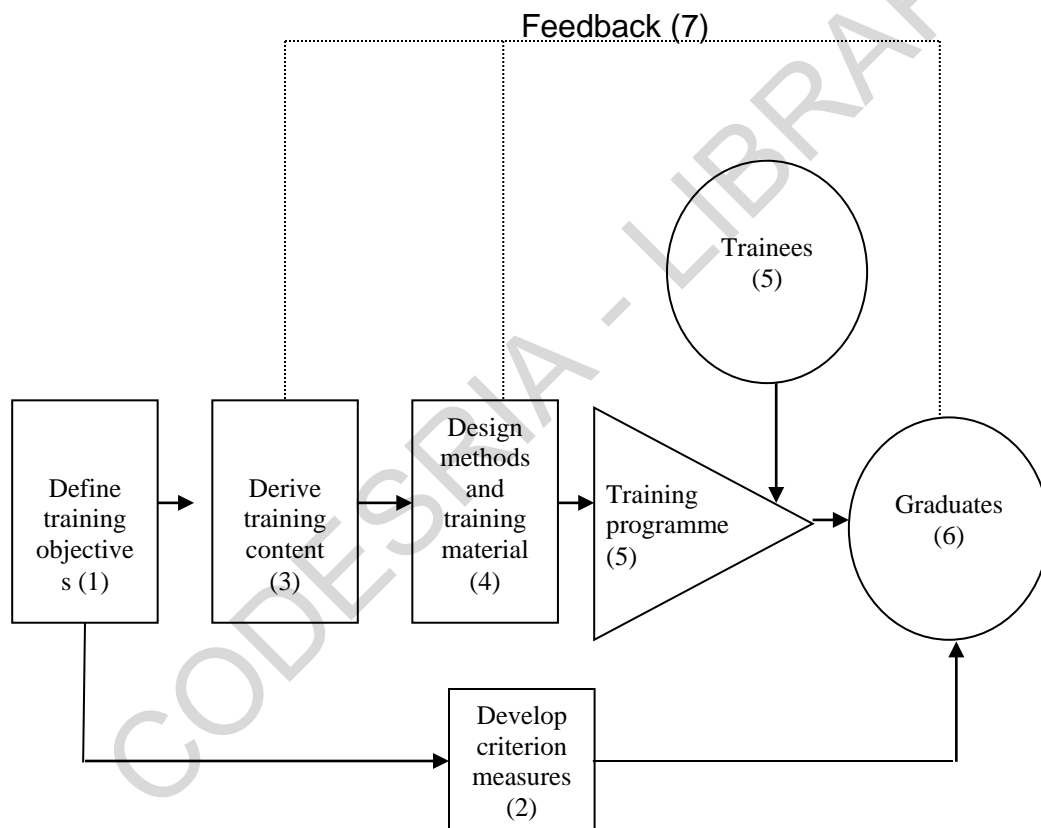 Feedback (7)
Trainees
(5)
Define
training
objective
s (1)
Derive
training
content
(3)
Design
methods
and
training
material
(4)
Training
programme
(5)
Graduates
(6)
Develop
criterion
measures
(2)
CODESRIA - LIBRAR